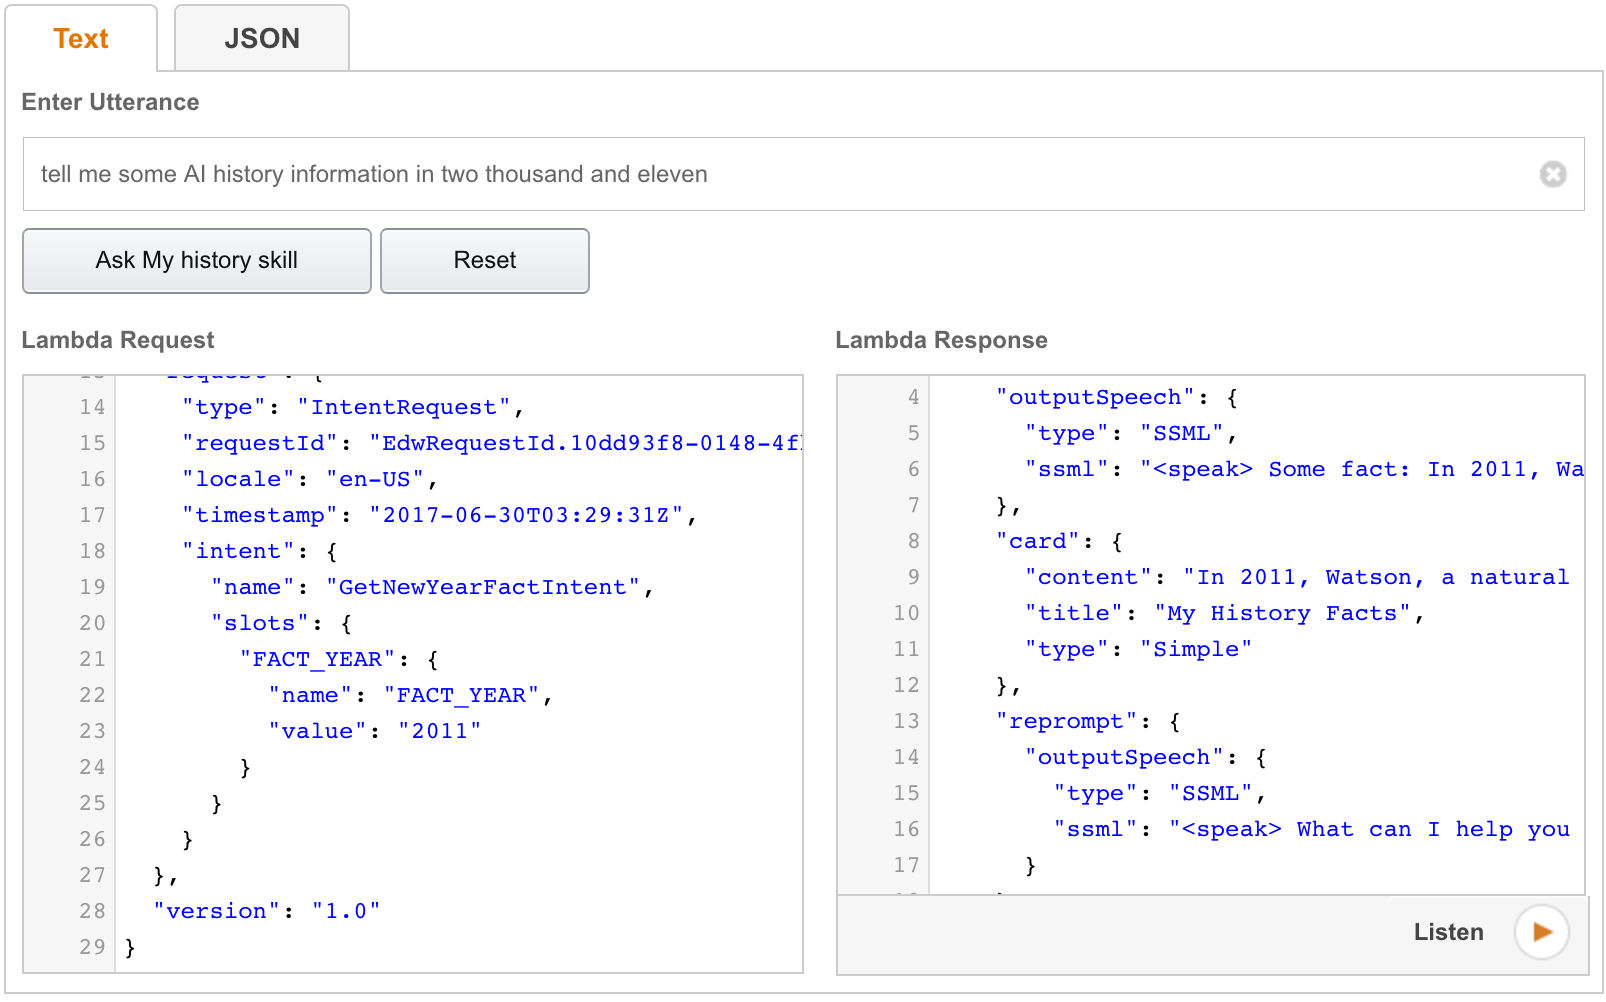 Text
JSON
Enter Utterance
tell me some AI history information in two thousand and eleven
Ask My history skill
Reset
Lambda Request
14 "type": "IntentRequest",
15 "requestId": "EdwRequestId.10dd93f8-0148-4f
16 "locale": "en-US",
17 "timestamp": "2017-06-30T03:29:31Z",
18 "intent": {
19 "name": "GetNewYearFactIntent",
20 "slots": {
21 "FACT_YEAR": {
22 "name": "FACT_YEAR",
23 "value": "2011"
24 }
25 }
26 }
27 },
28 "version": "1.0"
29 }
Lambda Response
4 "outputSpeech": {
5 "type": "SSML",
6 "ssml": "<speak> Some fact: In 2011, Wa
7 },
8 "card": {
9 "content": "In 2011, Watson, a natural
10 "title": "My History Facts",
11 "type": "Simple"
12 },
13 "reprompt": {
14 "outputSpeech": {
15 "type": "SSML",
16 "ssml": "<speak> What can I help you
17 }
Listen